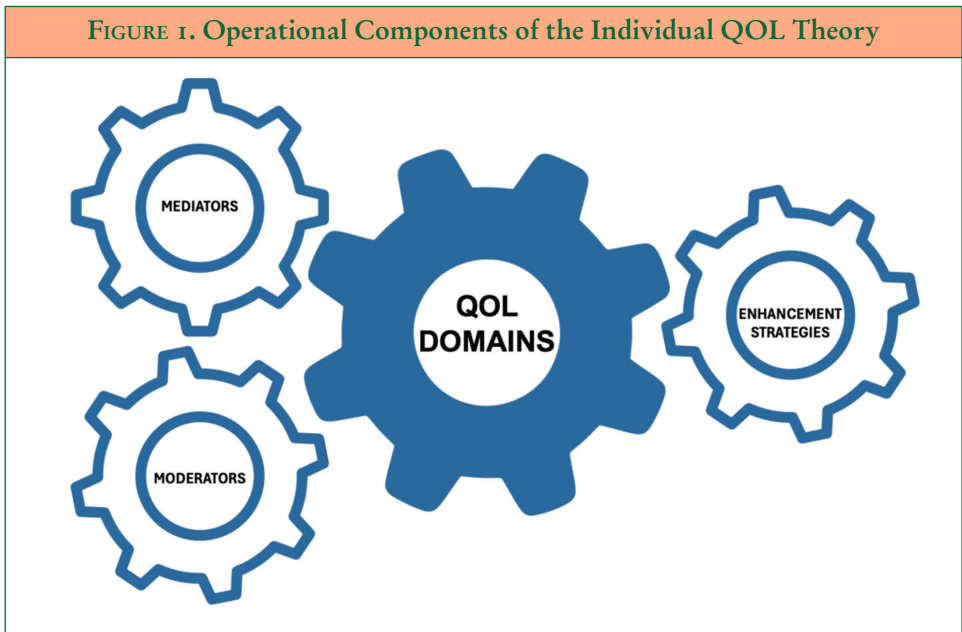 FIGURE 1. Operational Components of the Individual QOL Theory
MEDIATORS
QOL
DOMAINS
ENHANCEMENT
STRATEGIES
MODERATORS